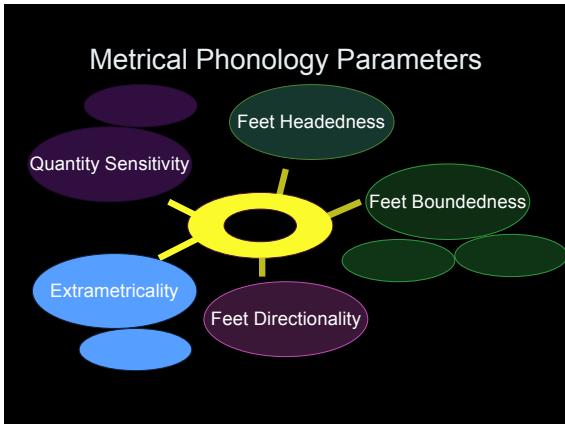 Metrical Phonology Parameters
Feet Headedness
Quantity Sensitivity
Feet Boundedness
Extrametricality
Feet Directionality